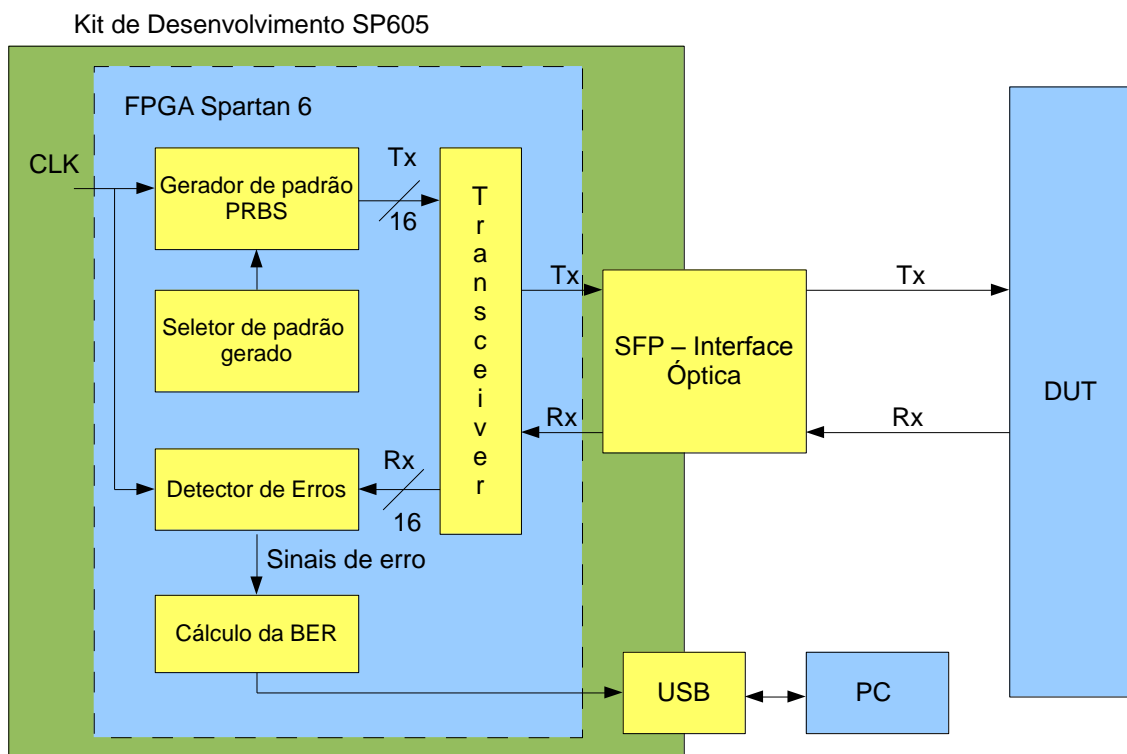 Kit de Desenvolvimento SP605
FPGA Spartan 6
CLK
Gerador de padrão
PRBS
Tx
16
Transceiver
Seletor de padrão
gerado
Tx
SFP – Interface
Óptica
Tx
DUT
Rx
Rx
Detector de Erros
Rx
16
Sinais de erro
Cálculo da BER
USB
PC